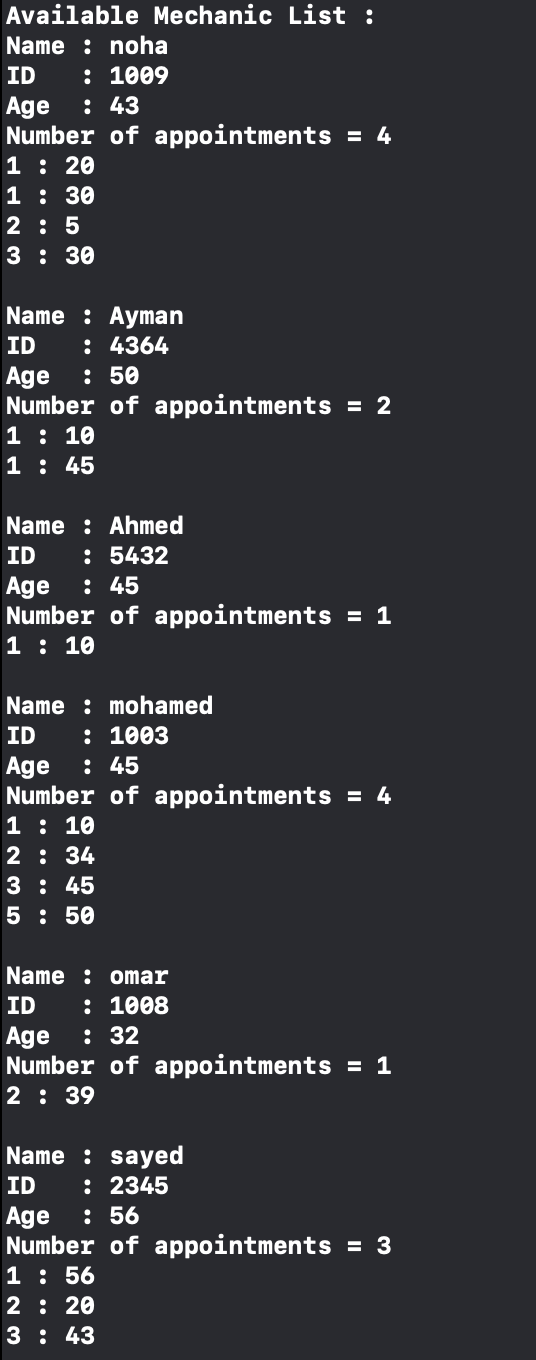 Available Mechanic List :
Name : noha
ID   : 1009
Age  : 43
Number of appointments = 4
1 : 20
1 : 30
2 : 5
3 : 30

Name : Ayman
ID   : 4364
Age  : 50
Number of appointments = 2
1 : 10
1 : 45

Name : Ahmed
ID   : 5432
Age  : 45
Number of appointments = 1
1 : 10

Name : mohamed
ID   : 1003
Age  : 45
Number of appointments = 4
1 : 10
2 : 34
3 : 45
5 : 50

Name : omar
ID   : 1008
Age  : 32
Number of appointments = 1
2 : 39

Name : sayed
ID   : 2345
Age  : 56
Number of appointments = 3
1 : 56
2 : 20
3 : 43